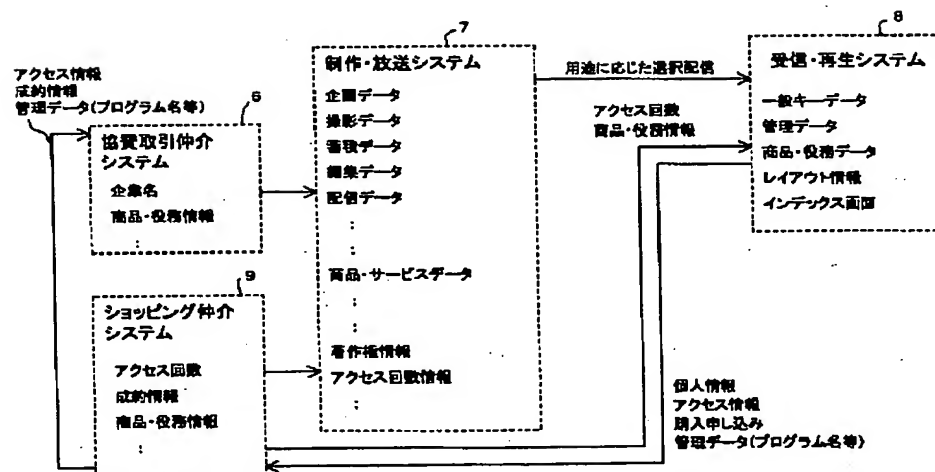 アクセス情報
成約情報
管理データ(プログラム名等)
6
協賛取引仲介
システム
企業名
商品・役務情報
:
7
制作・放送システム
企画データ
撮影データ
蓄積データ
編集データ
配信データ
:
:
商品・サービスデータ
:
:
著作権情報
アクセス回数情報
:
用途に応じた選択配信
アクセス回数
商品・役務情報
8
受信・再生システム
一般キーデータ
管理データ
商品・役務データ
レイアウト情報
インデックス画面
9
ショッピング仲介
システム
アクセス回数
成約情報
商品・役務情報
:
個人情報
アクセス情報
購入申し込み
管理データ(プログラム名等)